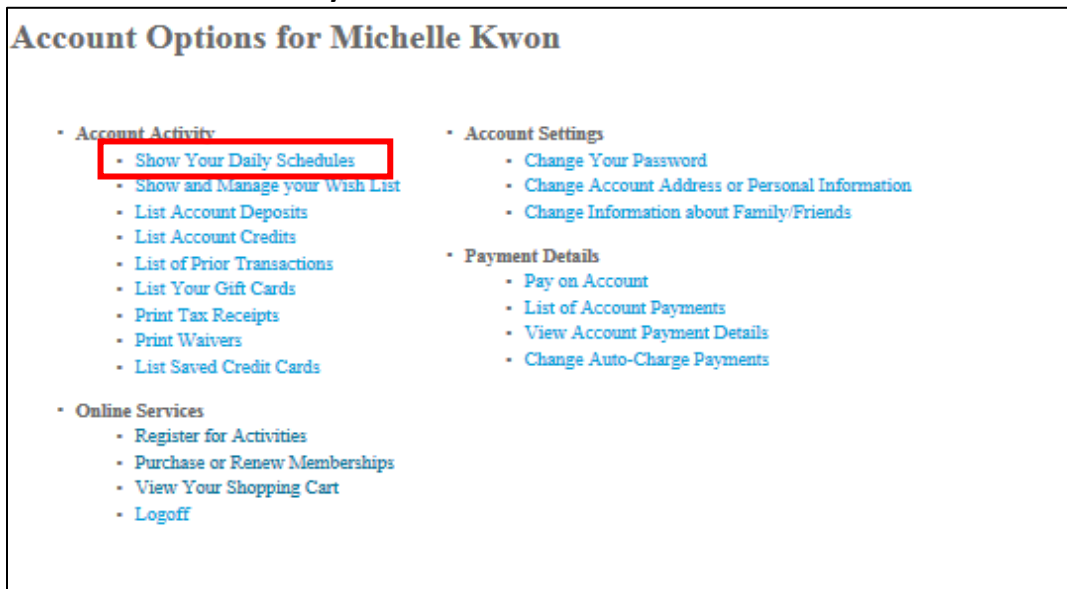 Account Options for Michelle Kwon
Account Activity
Show Your Daily Schedules
Show and Manage your Wish List
List Account Deposits
List Account Credits
List of Prior Transactions
List Your Gift Cards
Print Tax Receipts
Print Waivers
List Saved Credit Cards
Online Services
Register for Activities
Purchase or Renew Memberships
View Your Shopping Cart
Logoff
Account Settings
Change Your Password
Change Account Address or Personal Information
Change Information about Family/Friends
Payment Details
Pay on Account
List of Account Payments
View Account Payment Details
Change Auto-Charge Payments